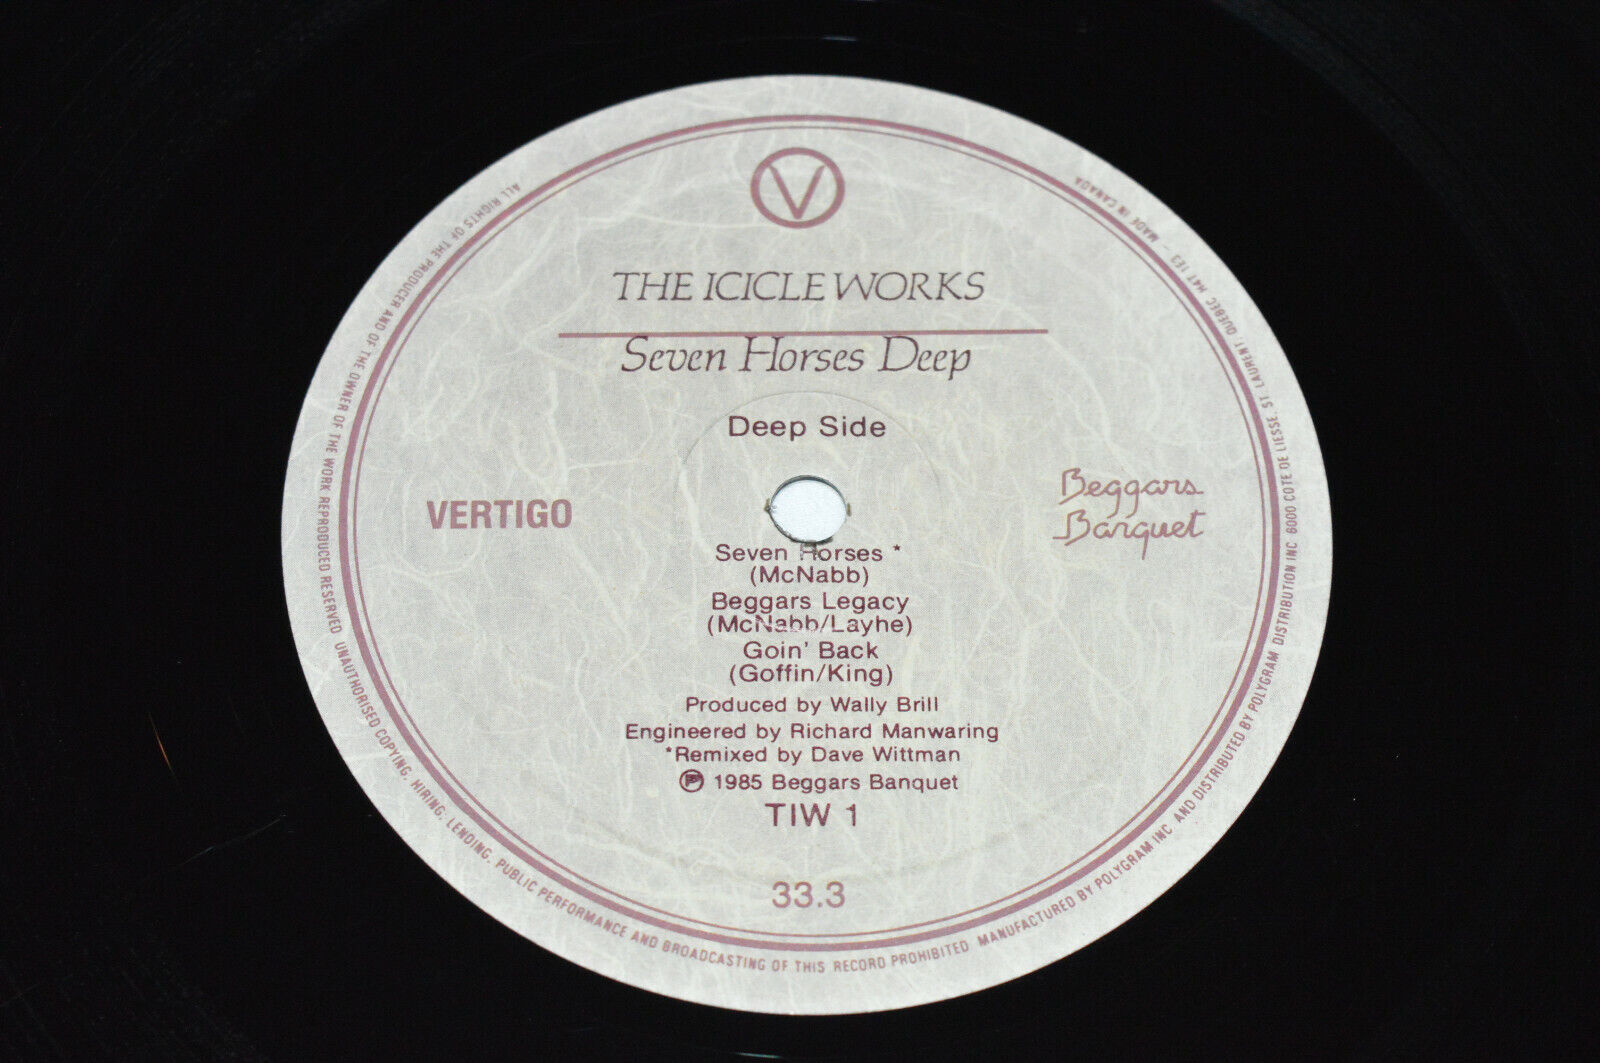 V
THE ICICLE WORKS
Seven Horses Deep
Deep Side
VERTIGO
Beggars
Banquet
Seven Horses *
(McNabb)
Beggars Legacy
(McNabb/Layhe)
Goin' Back
(Goffin/King)
Produced by Wally Brill
Engineered by Richard Manwaring
*Remixed by Dave Wittman
℗ 1985 Beggars Banquet
TIW 1
33.3
ALL RIGHTS OF THE PRODUCER AND OF THE OWNER OF THE WORK REPRODUCED RESERVED UNAUTHORISED COPYING, HIRING, LENDING, PUBLIC PERFORMANCE AND BROADCASTING OF THIS RECORD PROHIBITED MANUFACTURED BY POLYGRAM INC AND DISTRIBUTED BY POLYGRAM DISTRIBUTION INC 6000 COTE DE LIESSE, ST. LAURENT QUEBEC H4T 1E3 - MADE IN CANADA